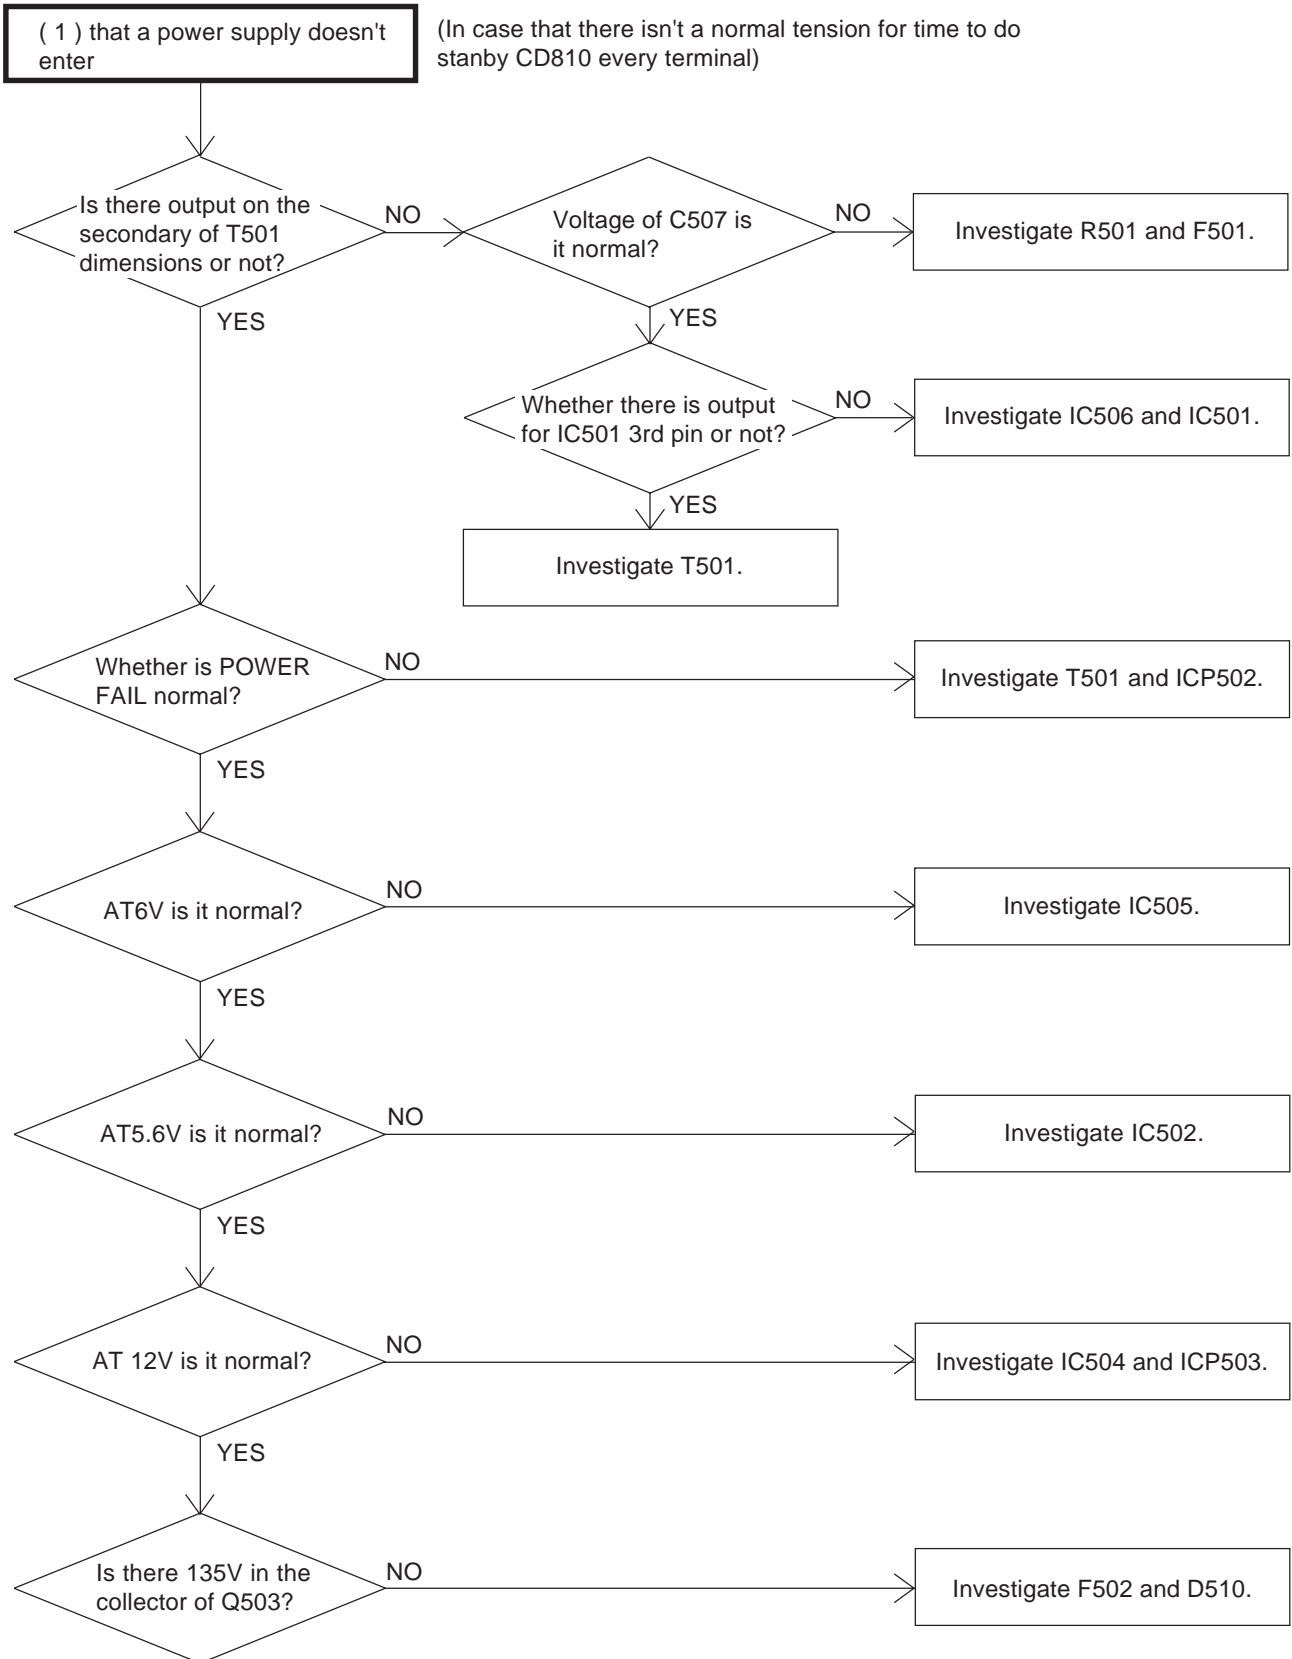 ( 1 ) that a power supply doesn't
enter
(In case that there isn't a normal tension for time to do
stanby CD810 every terminal)
Is there output on the
secondary of T501
dimensions or not?
NO
Voltage of C507 is
it normal?
NO
Investigate R501 and F501.
YES
YES
Whether there is output
for IC501 3rd pin or not?
NO
Investigate IC506 and IC501.
YES
Investigate T501.
Whether is POWER
FAIL normal?
NO
Investigate T501 and ICP502.
YES
AT6V is it normal?
NO
Investigate IC505.
YES
AT5.6V is it normal?
NO
Investigate IC502.
YES
AT 12V is it normal?
NO
Investigate IC504 and ICP503.
YES
Is there 135V in the
collector of Q503?
NO
Investigate F502 and D510.